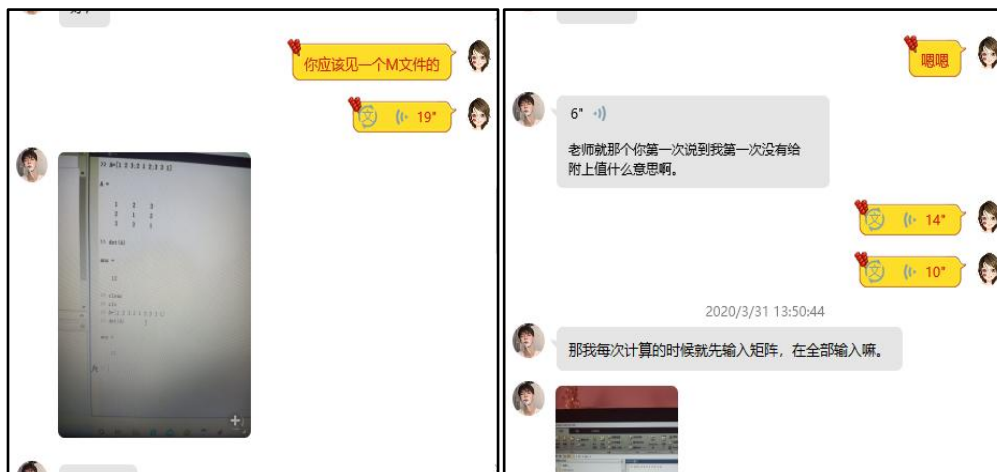 你应该见一个M文件的
19"
>> A=[1 2 3;2 1 2;3 3 1]
A =
1 2 3
2 1 2
3 3 1
>> det(A)
ans =
嗯嗯
6"
老师就那个你第一次说到我第一次没有给
附上值什么意思啊。
14"
10"
2020/3/31 13:50:44
那我每次计算的时候就先输入矩阵，在全部输入嘛。